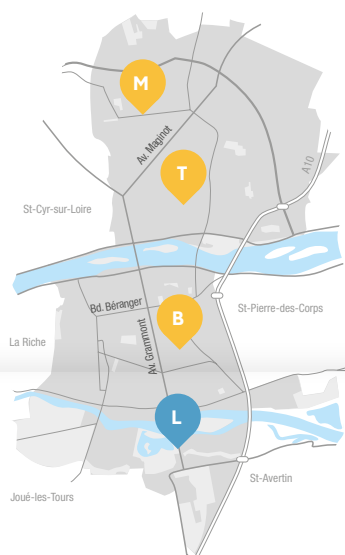 M
Av. Maginot
T
A10
St-Cyr-sur-Loire
Bd. Béranger
St-Pierre-des-Corps
B
Av. Grammont
La Riche
L
St-Avertin
Joué-les-Tours